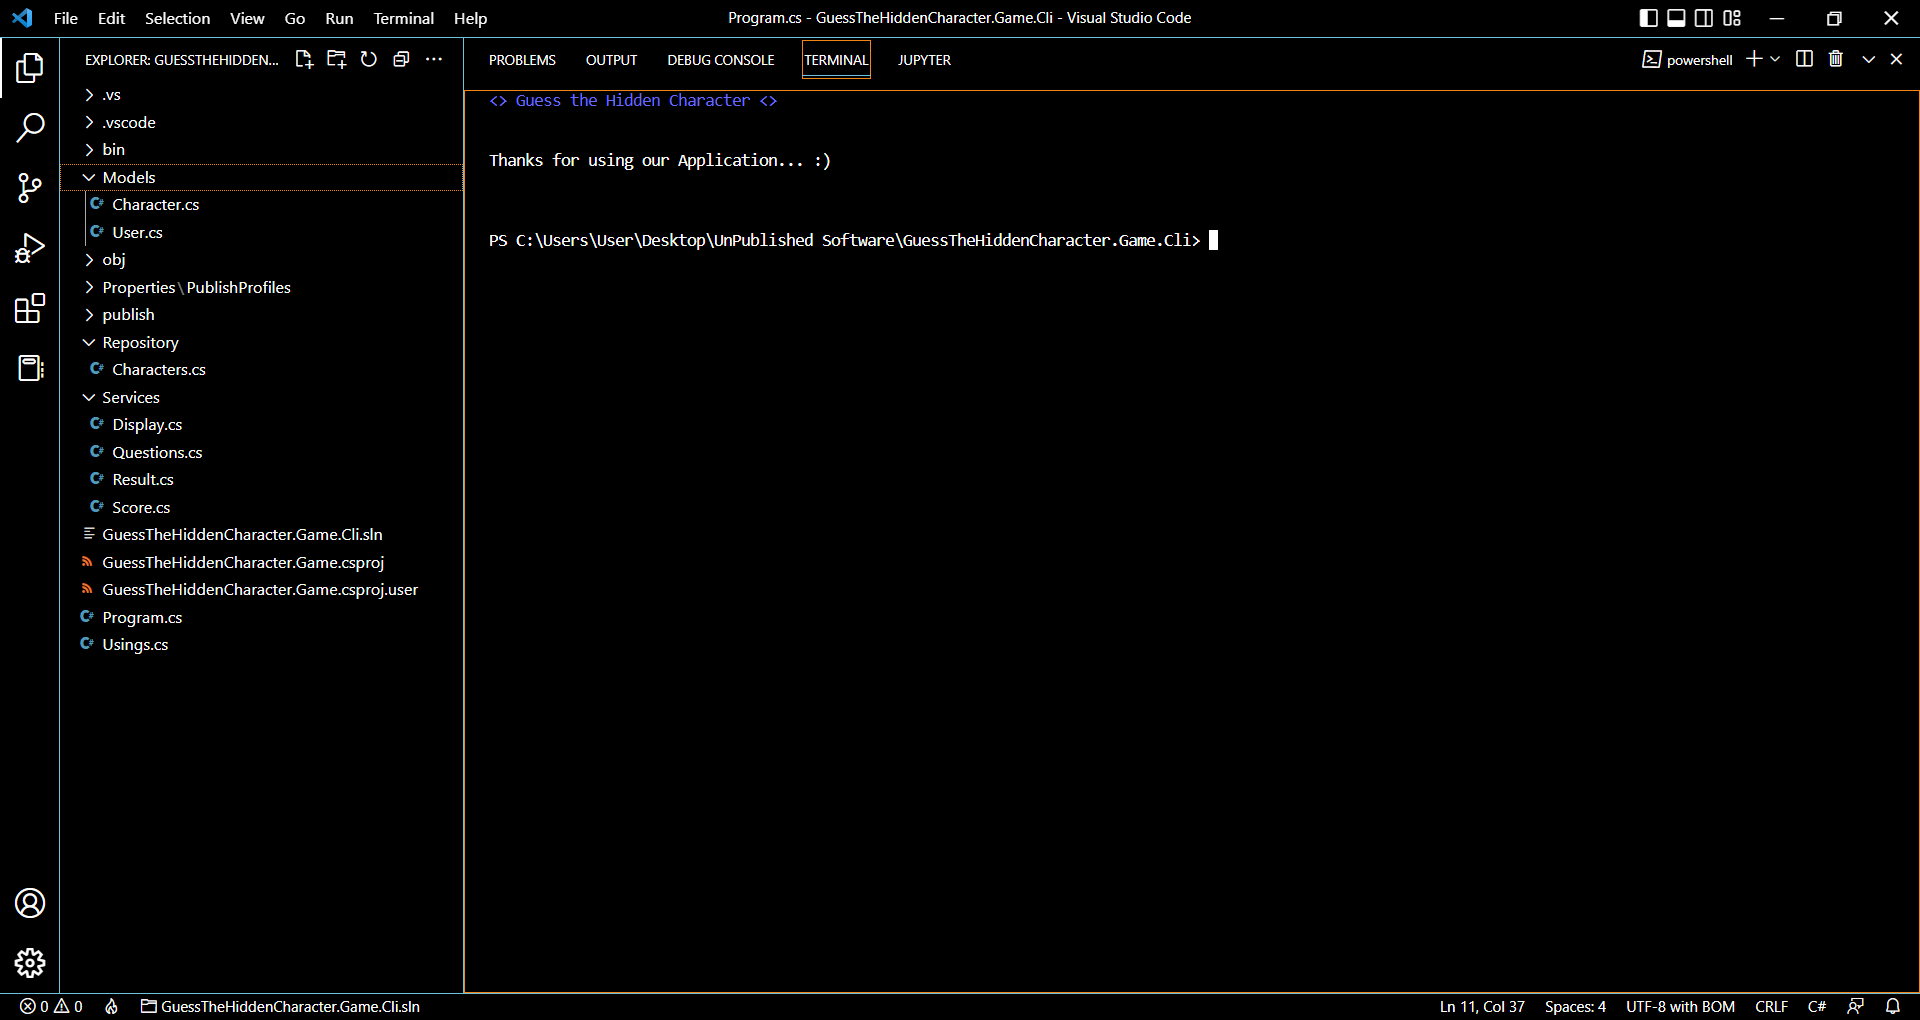 File Edit Selection View Go Run Terminal Help
Program.cs - GuessTheHiddenCharacter.Game.Cli - Visual Studio Code
EXPLORER: GUESSTHEHIDDEN...
.vs
.vscode
bin
Models
Character.cs
User.cs
obj
Properties\PublishProfiles
publish
Repository
Characters.cs
Services
Display.cs
Questions.cs
Result.cs
Score.cs
GuessTheHiddenCharacter.Game.Cli.sln
GuessTheHiddenCharacter.Game.csproj
GuessTheHiddenCharacter.Game.csproj.user
Program.cs
Usings.cs
PROBLEMS OUTPUT DEBUG CONSOLE TERMINAL JUPYTER
powershell
<> Guess the Hidden Character <>
Thanks for using our Application... :)
PS C:\Users\User\Desktop\UnPublished Software\GuessTheHiddenCharacter.Game.Cli>
0 0 GuessTheHiddenCharacter.Game.Cli.sln
Ln 11, Col 37 Spaces: 4 UTF-8 with BOM CRLF C#